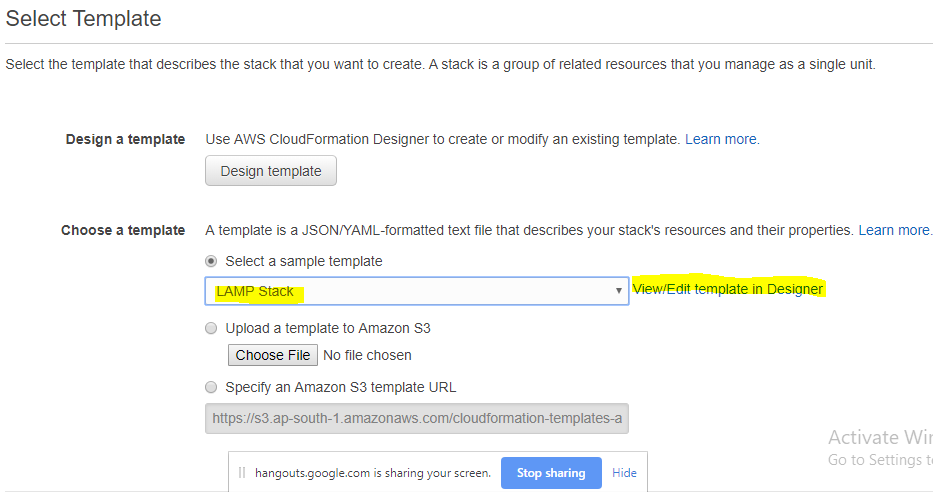 Select Template
Select the template that describes the stack that you want to create. A stack is a group of related resources that you manage as a single unit.
Design a template Use AWS CloudFormation Designer to create or modify an existing template. Learn more.
Design template
Choose a template A template is a JSON/YAML-formatted text file that describes your stack's resources and their properties. Learn more.
Select a sample template
LAMP Stack View/Edit template in Designer
Upload a template to Amazon S3
Choose File No file chosen
Specify an Amazon S3 template URL
https://s3.ap-south-1.amazonaws.com/cloudformation-templates-a
Activate Win
Go to Settings t
hangouts.google.com is sharing your screen. Stop sharing Hide